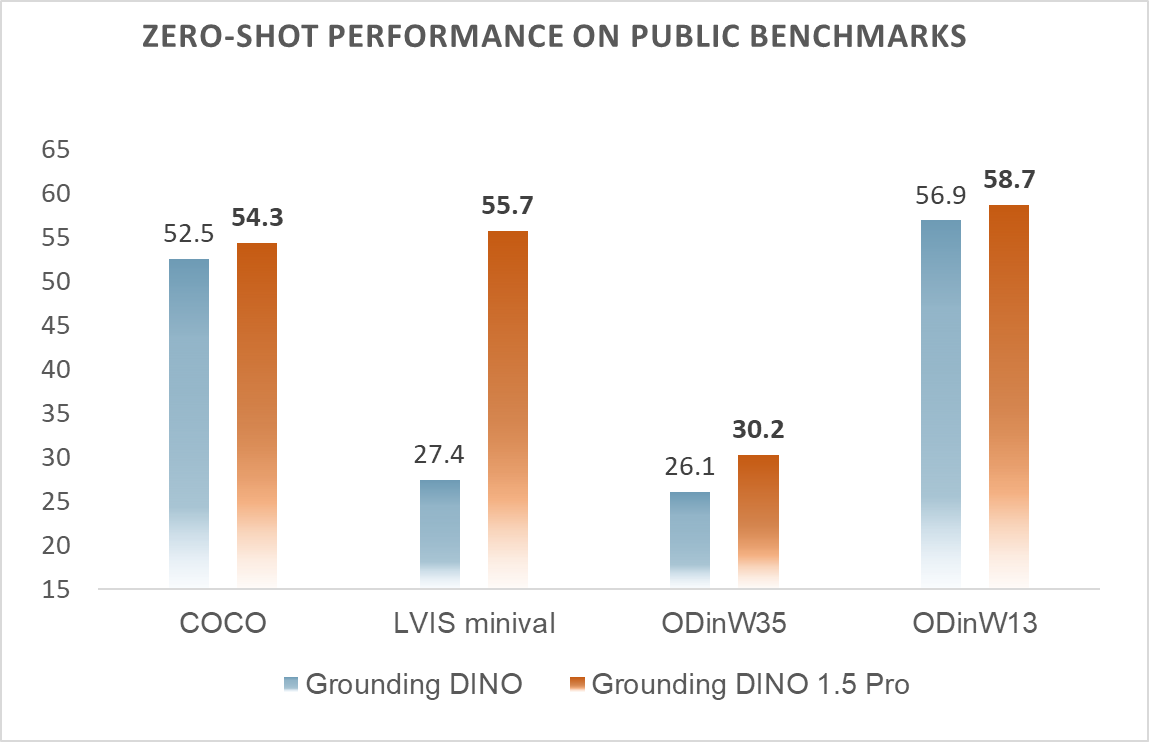 ZERO-SHOT PERFORMANCE ON PUBLIC BENCHMARKS
65
60
55
50
45
40
35
30
25
20
15
52.5
54.3
27.4
55.7
26.1
30.2
56.9
58.7
COCO
LVIS minival
ODinW35
ODinW13
Grounding DINO
Grounding DINO 1.5 Pro